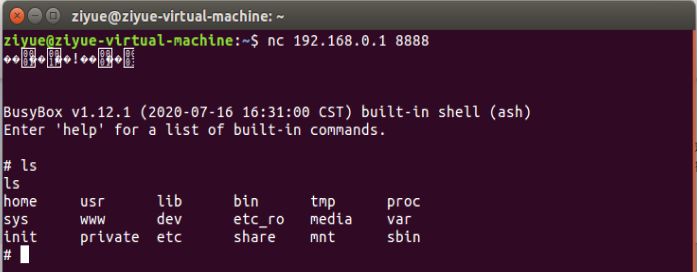 ziyue@ziyue-virtual-machine: ~
ziyue@ziyue-virtual-machine:~$ nc 192.168.0.1 8888
!
BusyBox v1.12.1 (2020-07-16 16:31:00 CST) built-in shell (ash)
Enter 'help' for a list of built-in commands.
# ls
ls
home usr lib bin tmp proc
sys www dev etc_ro media var
init private etc share mnt sbin
#